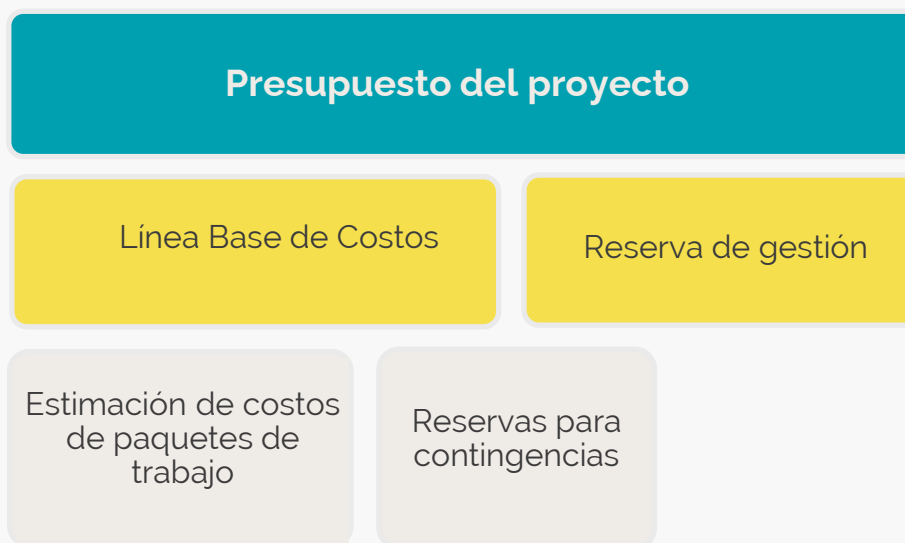 Presupuesto del proyecto
Línea Base de Costos
Reserva de gestión
Estimación de costos
de paquetes de
trabajo
Reservas para
contingencias